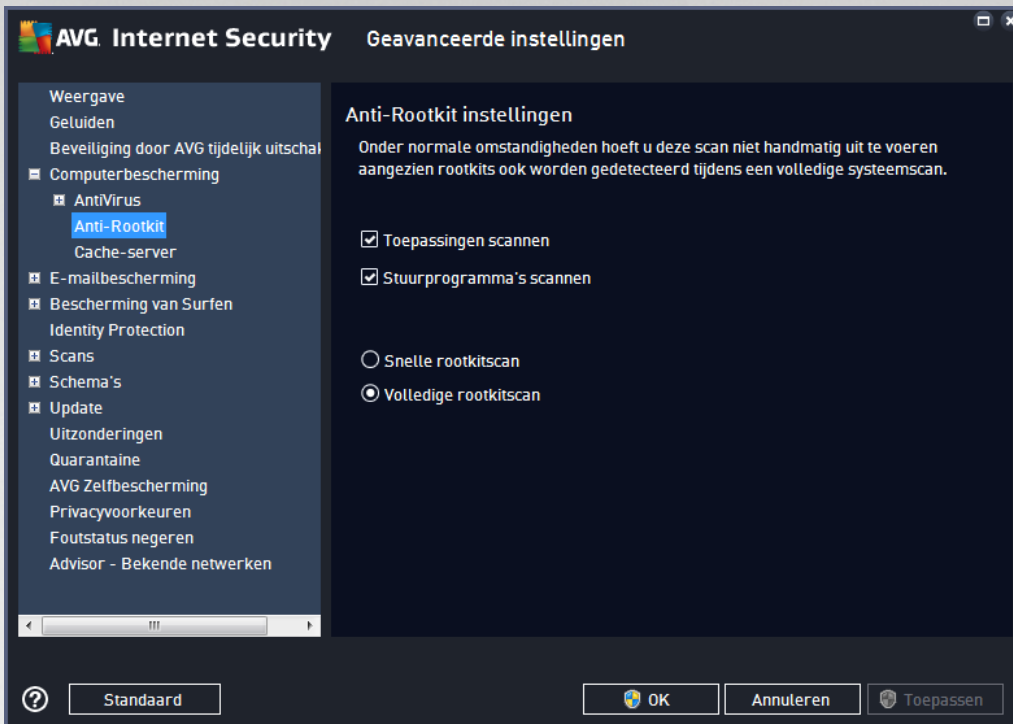 AVG. Internet Security Geavanceerde instellingen
Weergave
Geluiden
Beveiliging door AVG tijdelijk uitschal
Computerbescherming
AntiVirus
Anti-Rootkit
Cache-server
E-mailbescherming
Bescherming van Surfen
Identity Protection
Scans
Schema's
Update
Uitzonderingen
Quarantaine
AVG Zelfbescherming
Privacyvoorkeuren
Foutstatus negeren
Advisor - Bekende netwerken
Anti-Rootkit instellingen
Onder normale omstandigheden hoeft u deze scan niet handmatig uit te voeren
aangezien rootkits ook worden gedetecteerd tijdens een volledige systeemscan.
Toepassingen scannen
Stuurprogramma's scannen
Snelle rootkitscan
Volledige rootkitscan
Standaard
OK
Annuleren
Toepassen